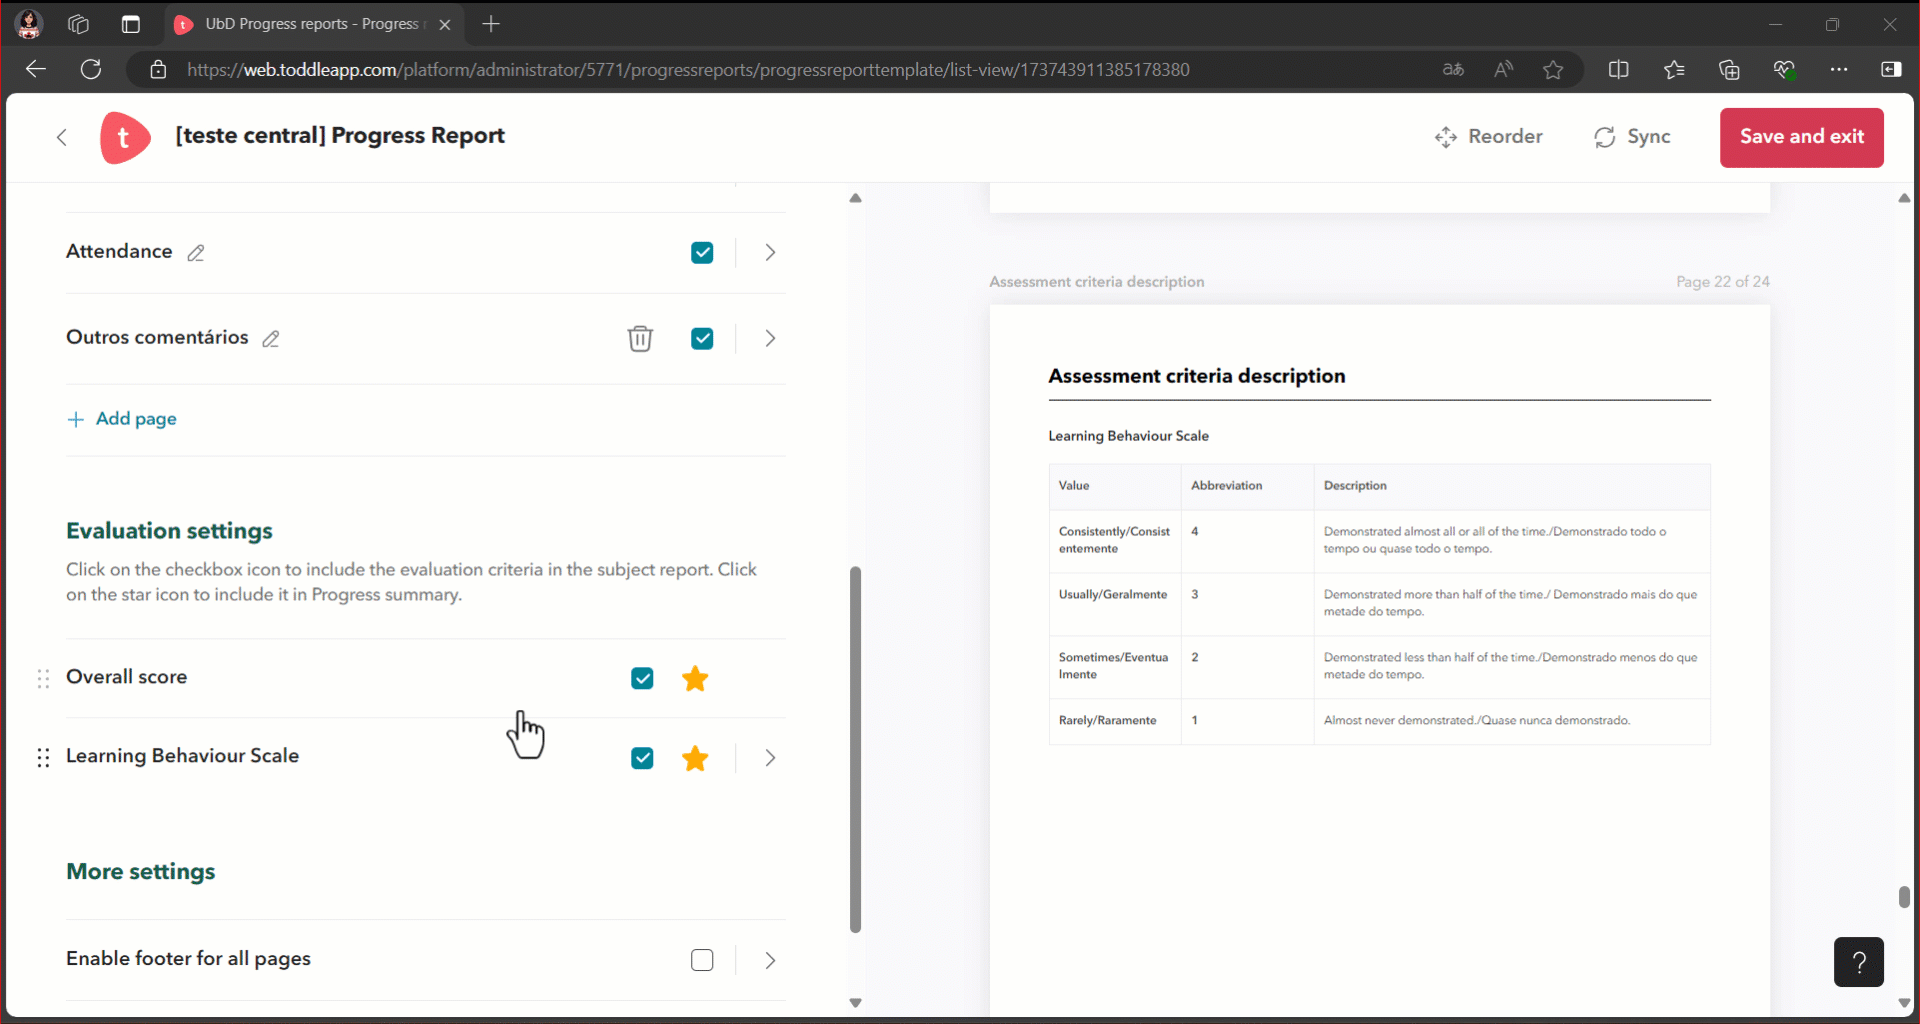 UbD Progress reports - Progress r
https://web.toddleapp.com/platform/administrator/5771/progressreports/progressreporttemplate/list-view/173743911385178380
aあ
t
[teste central] Progress Report
Reorder
Sync
Save and exit
Attendance
Outros comentários
+ Add page
Evaluation settings
Click on the checkbox icon to include the evaluation criteria in the subject report. Click
on the star icon to include it in Progress summary.
Overall score
Learning Behaviour Scale
More settings
Enable footer for all pages
Assessment criteria description
Page 22 of 24
Assessment criteria description
Learning Behaviour Scale
Value Abbreviation Description
Consistently/Consist 4 Demonstrated almost all or all of the time./Demonstrado todo o
entemente tempo ou quase todo o tempo.
Usually/Geralmente 3 Demonstrated more than half of the time./ Demonstrado mais do que
metade do tempo.
Sometimes/Eventua 2 Demonstrated less than half of the time./Demonstrado menos do que
lmente metade do tempo.
Rarely/Raramente 1 Almost never demonstrated./Quase nunca demonstrado.
?